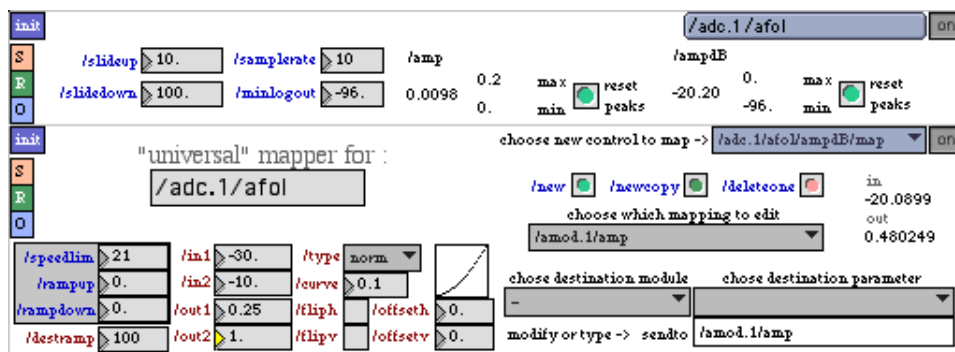 init /adc.1/afol on
S /slideup 10. /samplerate 10 /amp /ampdB
R /slidedown 100. /minlogout -96. 0.0098 0.2 0. max min reset peaks -20.20 0. -96. max min reset peaks
O
init choose new control to map -> /adc.1/afol/ampdB/map on
"universal" mapper for :
S /adc.1/afol /new /newcopy /deleteone in
R -20.0899
O choose which mapping to edit out
/amod.1/amp 0.480249
/speedlim 21 /in1 -30. /type norm
/rampup 0. /in2 -10. /curve 0.1 chose destination module chose destination parameter
/rampdown 0. /out1 0.25 /fliph /offseth 0. -
/destramp 100 /out2 1. /flipv /offsetv 0. modify or type -> sendto /amod.1/amp